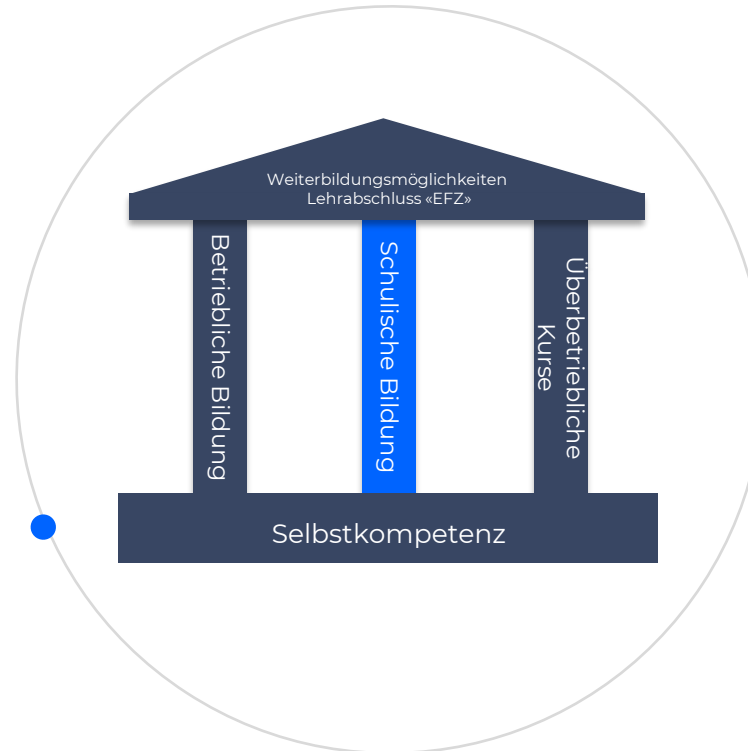 Weiterbildungsmöglichkeiten
Lehrabschluss «EFZ»
Betriebliche Bildung
Schulische Bildung
Überbetriebliche
Kurse
Selbstkompetenz